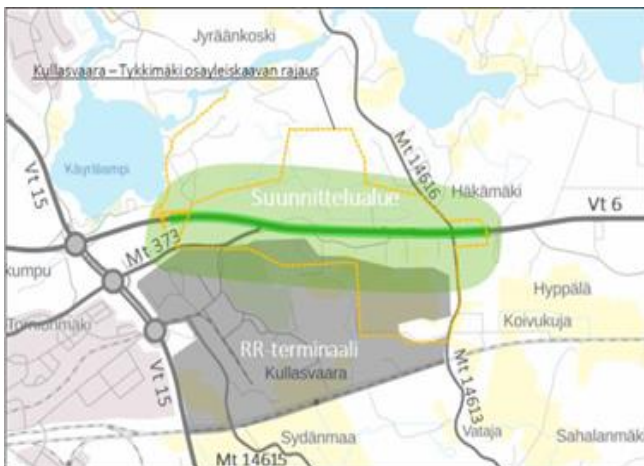 Jyräänkoski
Kullasvaara – Tykkimäki osayleiskaavan rajaus
Vt 15
Käyrälampi
Mt 14616
Suunnittelualue
Häkämäki
Vt 6
Mt 373
kumpu
Hyppälä
Tornionmäki
Koivukuja
RR-terminaali
Kullasvaara
Vt 15
Mt 14613
Sydänmaa
Vataja
Sahalanmäki
Mt 14615